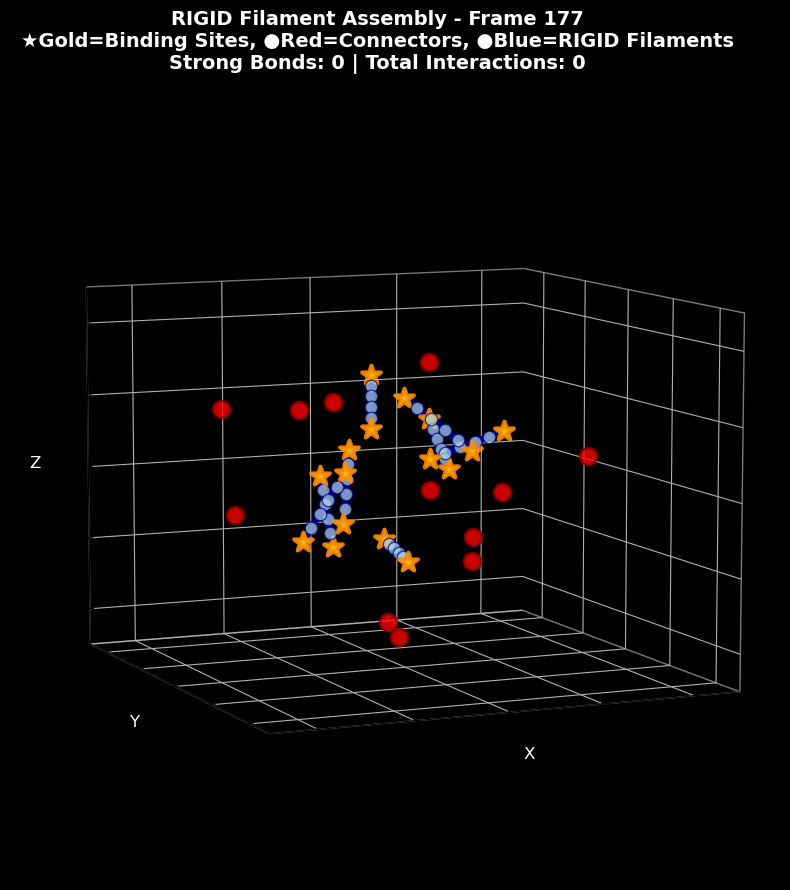 RIGID Filament Assembly - Frame 177
★Gold=Binding Sites, ●Red=Connectors, ●Blue=RIGID Filaments
Strong Bonds: 0 | Total Interactions: 0
Z
Y
X